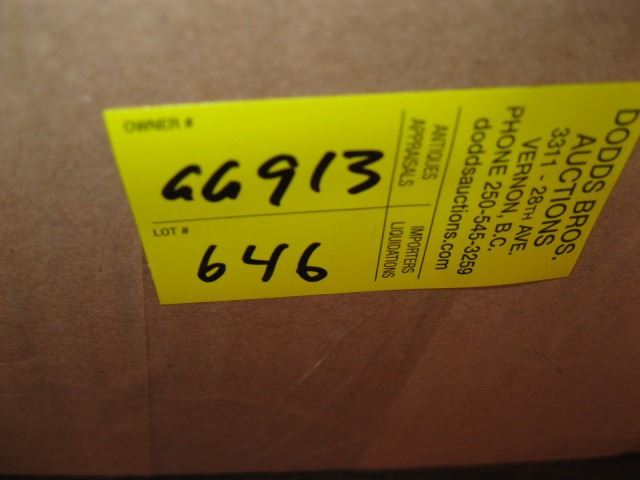 OWNER #
GG913
LOT #
646
ANTIQUES
APPRAISALS
IMPORTERS
LIQUIDATIONS
DODDS BROS.
AUCTIONS
3311 - 28TH AVE.
VERNON, B.C.
PHONE 250-545-3259
doddsauctions.com